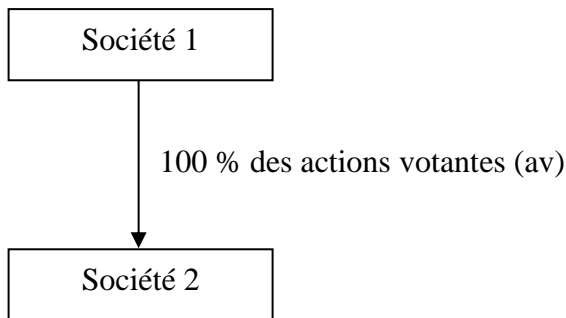 Société 1
100 % des actions votantes (av)
Société 2